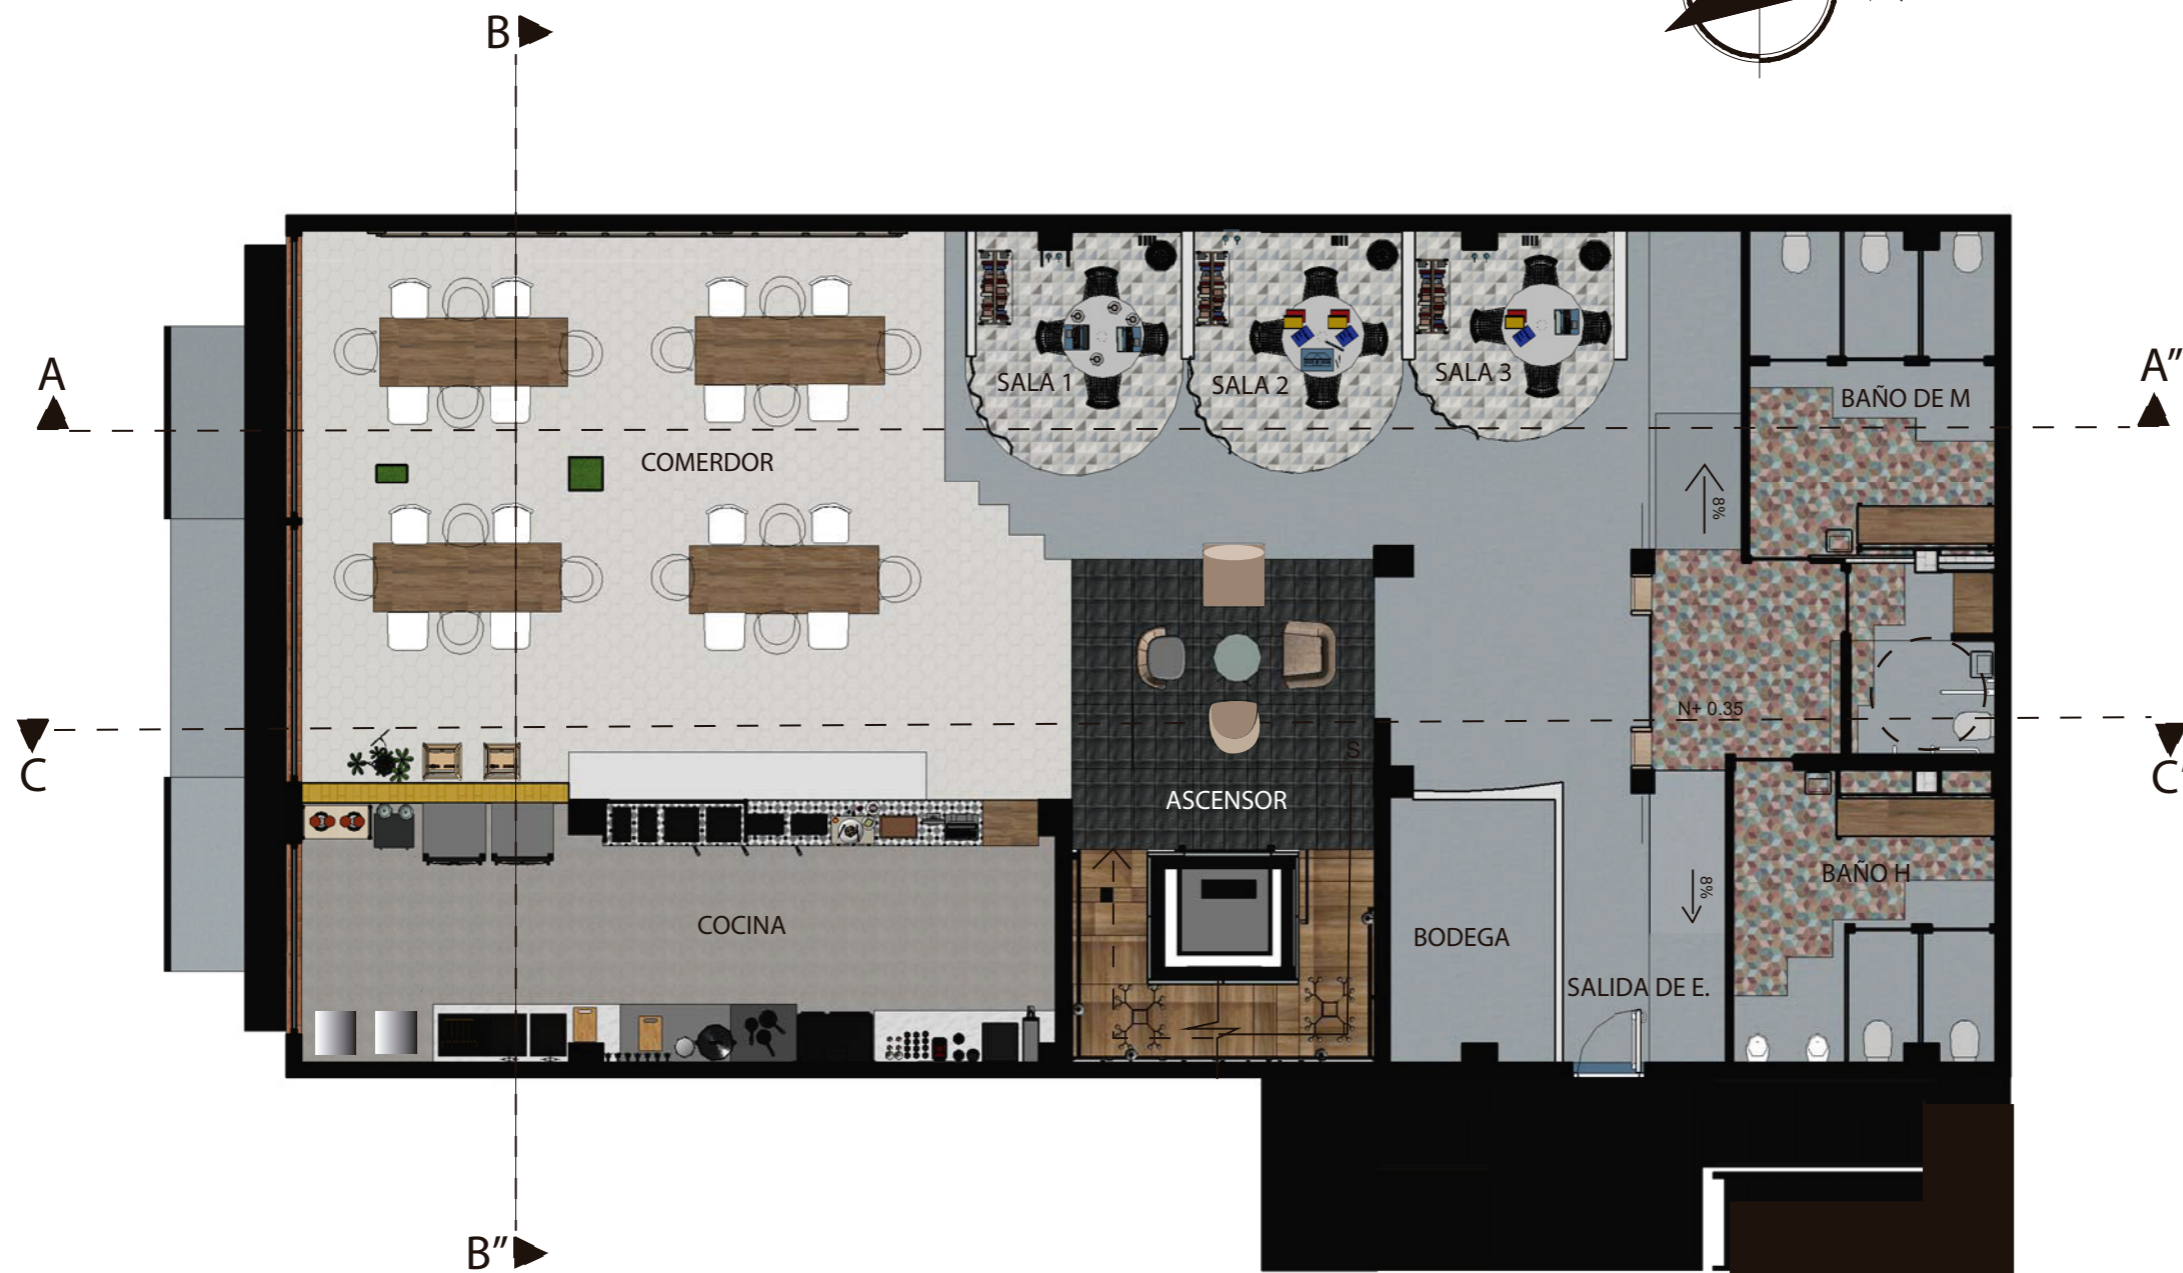 B
A
A"
SALA 1
SALA 2
SALA 3
BAÑO DE M
COMERDOR
8%
N+ 0.35
C
C'
S
ASCENSOR
BAÑO H
8%
COCINA
BODEGA
SALIDA DE E.
B"